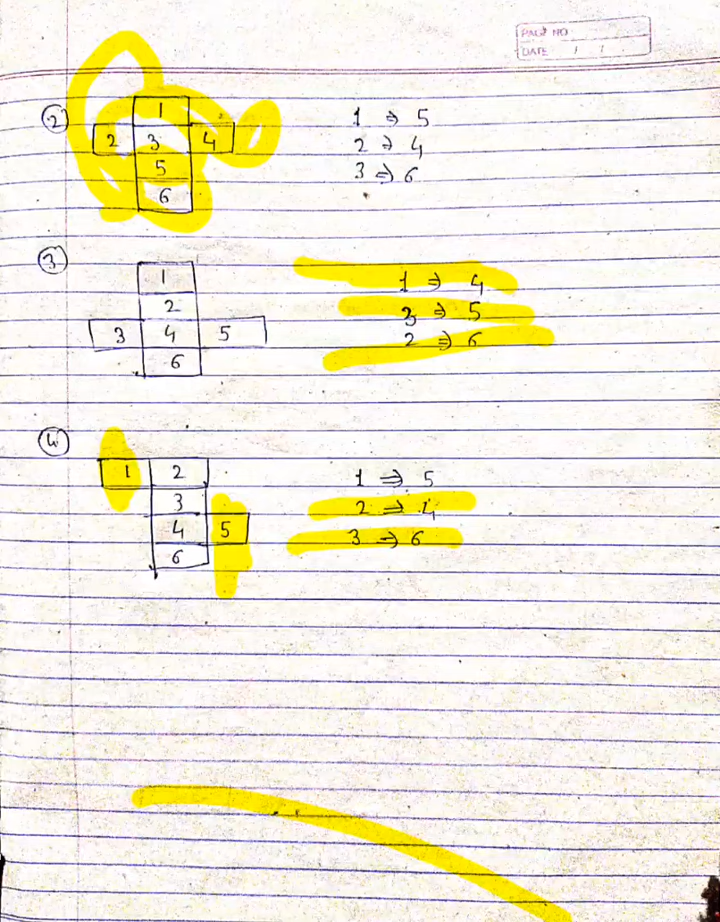 PAGE NO
DATE / /
② 1 1 ⇒ 5
2 3 4 2 ⇒ 4
5 3 ⇒ 6
6
③ 1 1 ⇒ 4
2 3 ⇒ 5
3 4 5 2 ⇒ 6
6
④ 1 2 1 ⇒ 5
3 2 ⇒ 4
4 5 3 ⇒ 6
6